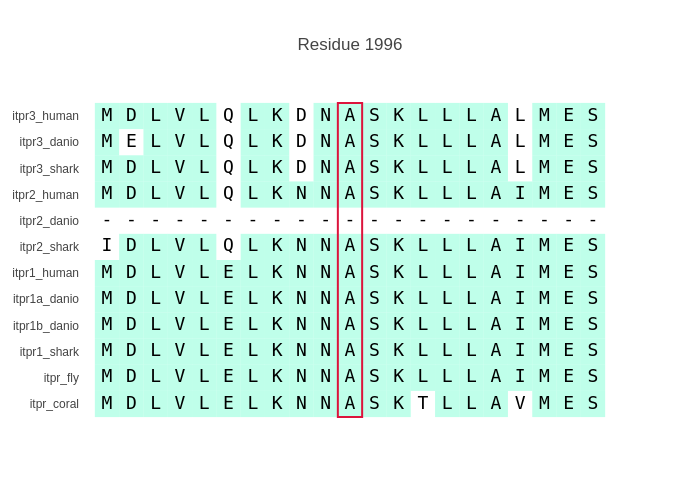 Residue 1996
itpr3_human M D L V L Q L K D N A S K L L L A L M E S
itpr3_danio M E L V L Q L K D N A S K L L L A L M E S
itpr3_shark M D L V L Q L K D N A S K L L L A L M E S
itpr2_human M D L V L Q L K N N A S K L L L A I M E S
itpr2_danio - - - - - - - - - - - - - - - - - - - - -
itpr2_shark I D L V L Q L K N N A S K L L L A I M E S
itpr1_human M D L V L E L K N N A S K L L L A I M E S
itpr1a_danio M D L V L E L K N N A S K L L L A I M E S
itpr1b_danio M D L V L E L K N N A S K L L L A I M E S
itpr1_shark M D L V L E L K N N A S K L L L A I M E S
itpr_fly M D L V L E L K N N A S K L L L A I M E S
itpr_coral M D L V L E L K N N A S K T L L A V M E S